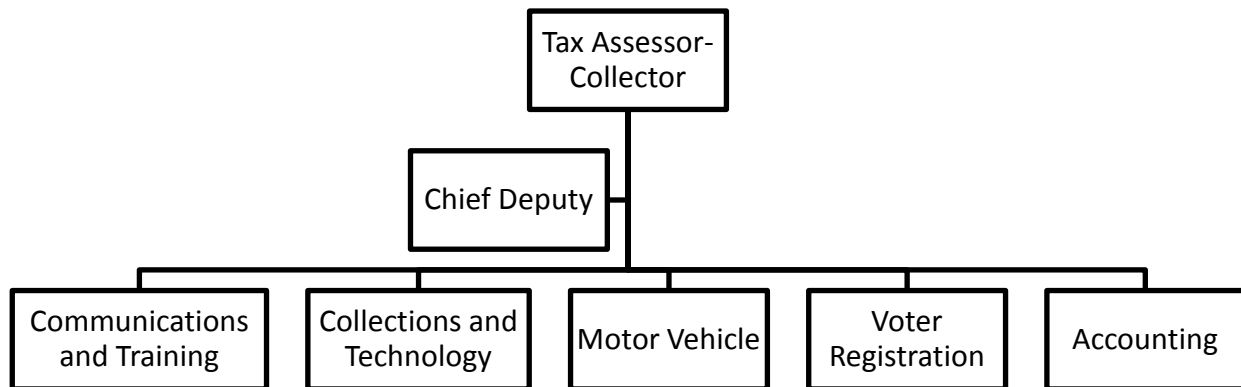 Tax Assessor-
Collector
Chief Deputy
Communications
and Training
Collections and
Technology
Motor Vehicle
Voter
Registration
Accounting